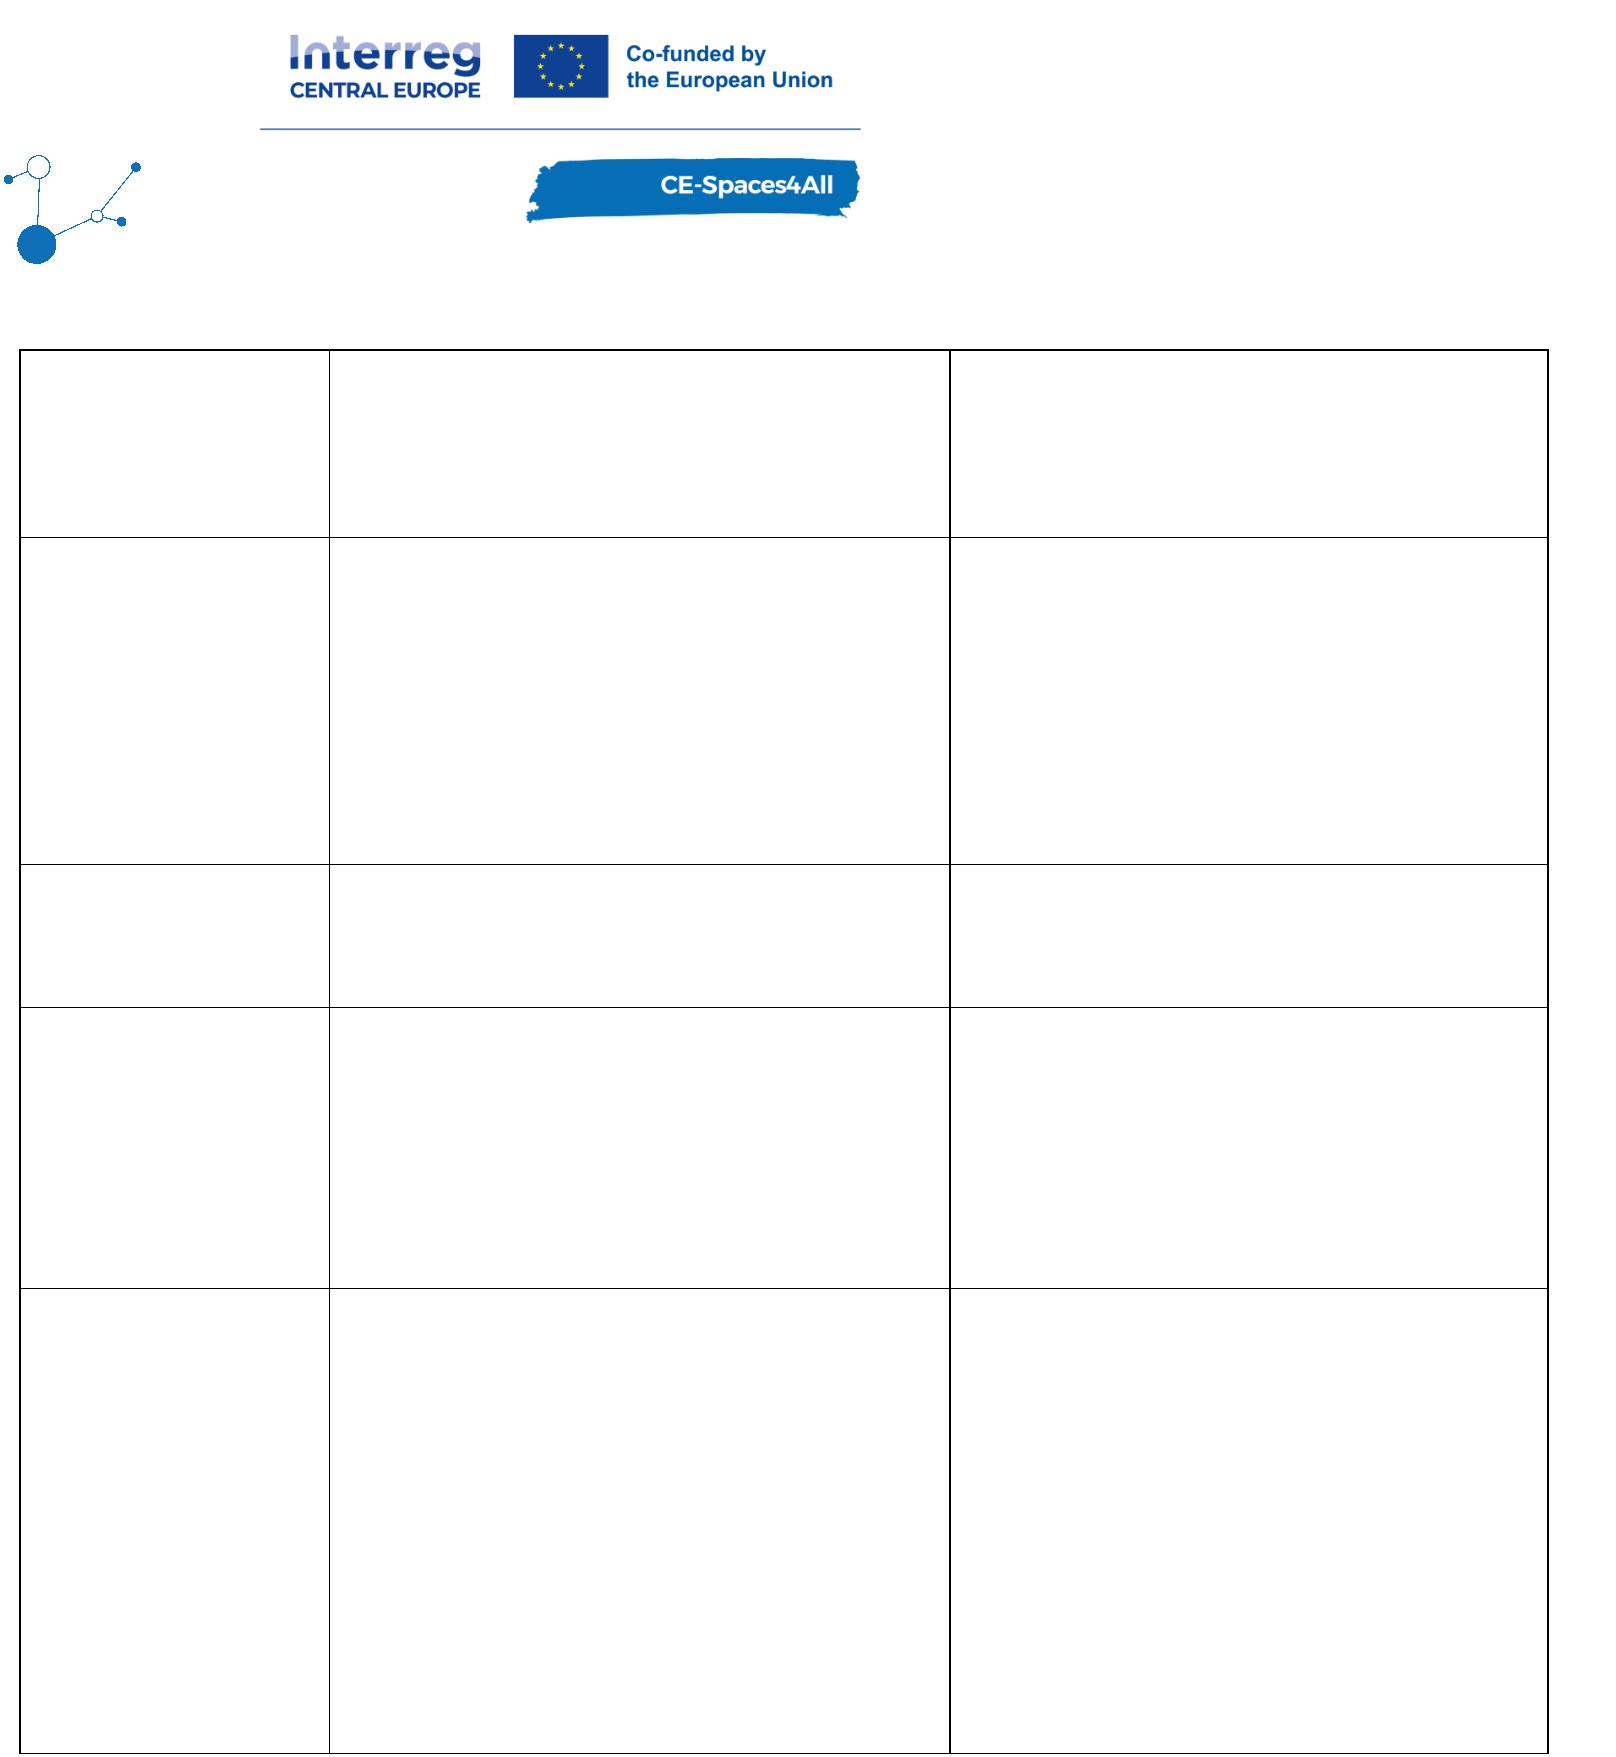 Interreg
CENTRAL EUROPE
Co-funded by
the European Union
CE-Spaces4All